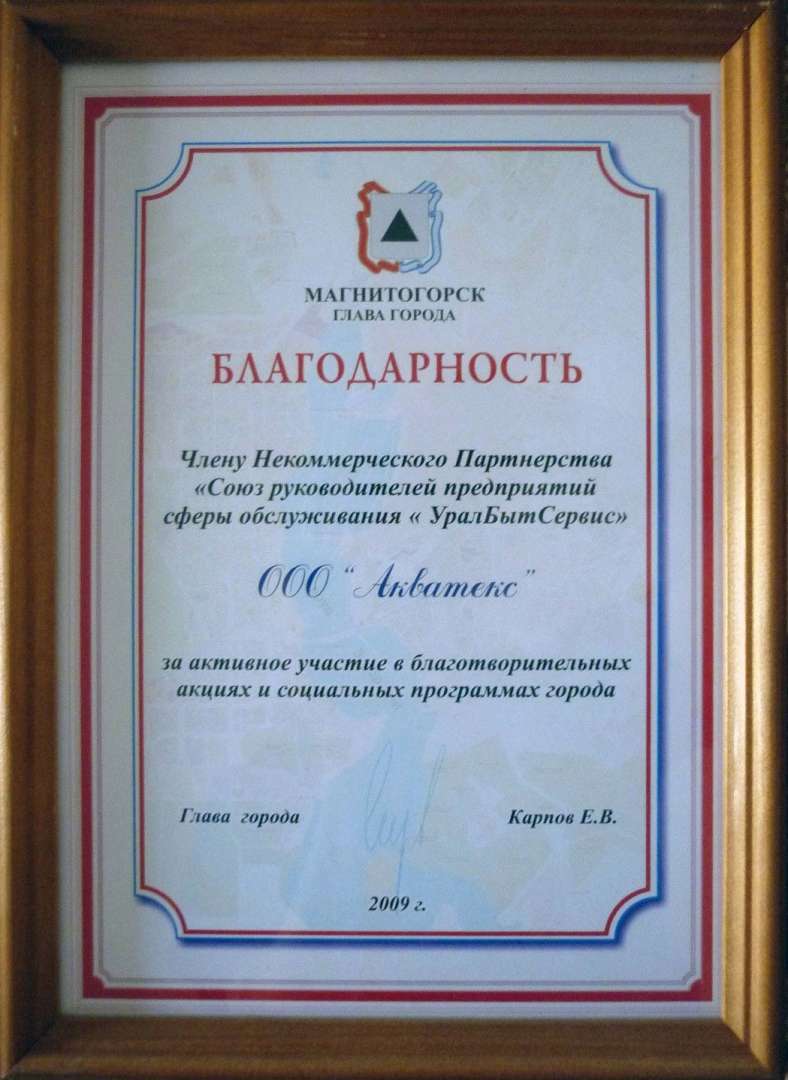 МАГНИТОГОРСК
ГЛАВА ГОРОДА
БЛАГОДАРНОСТЬ
Члену Некоммерческого Партнерства
«Союз руководителей предприятий
сферы обслуживания « УралБытСервис»
ООО "Акватекс"
за активное участие в благотворительных
акциях и социальных программах города
Глава города Карпов Е.В.
2009 г.